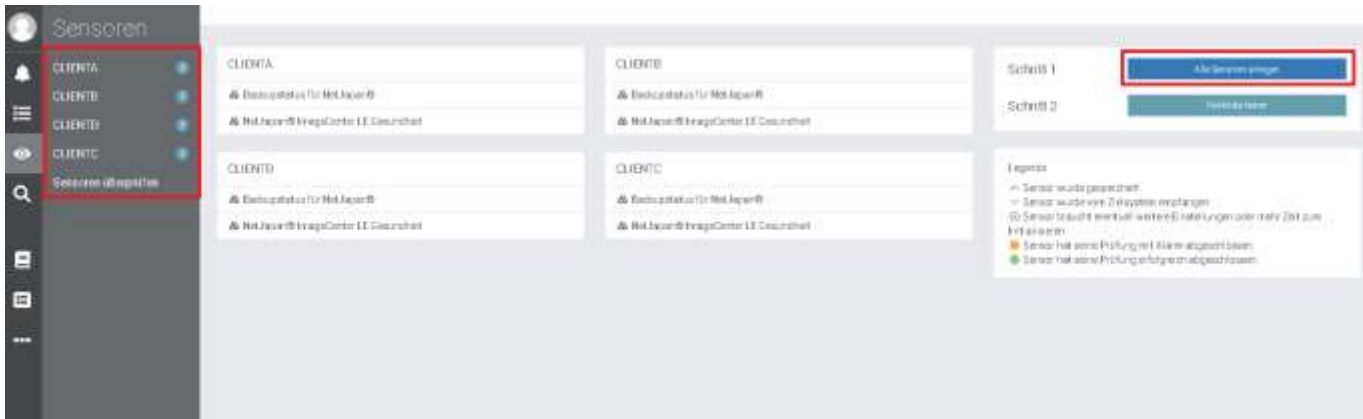 Sensoren
CLIENTA
CLIENTB
CLIENTD
CLIENTC
Sensoren überprüfen
CLIENTA
Backupstatus für NetJapan®
NetJapan® ImageCenter LE Gesundheit
CLIENTB
Backupstatus für NetJapan®
NetJapan® ImageCenter LE Gesundheit
CLIENTD
Backupstatus für NetJapan®
NetJapan® ImageCenter LE Gesundheit
CLIENTC
Backupstatus für NetJapan®
NetJapan® ImageCenter LE Gesundheit
Schritt 1
Alle Sensoren anlegen
Schritt 2
Legende
Sensor wurde gespeichert
Sensor wurde vom Zielsystem empfangen
Sensor braucht eventuell weitere Einstellungen oder mehr Zeit zum
Initialisieren
Sensor hat seine Prüfung mit Alarm abgeschlossen
Sensor hat seine Prüfung erfolgreich abgeschlossen